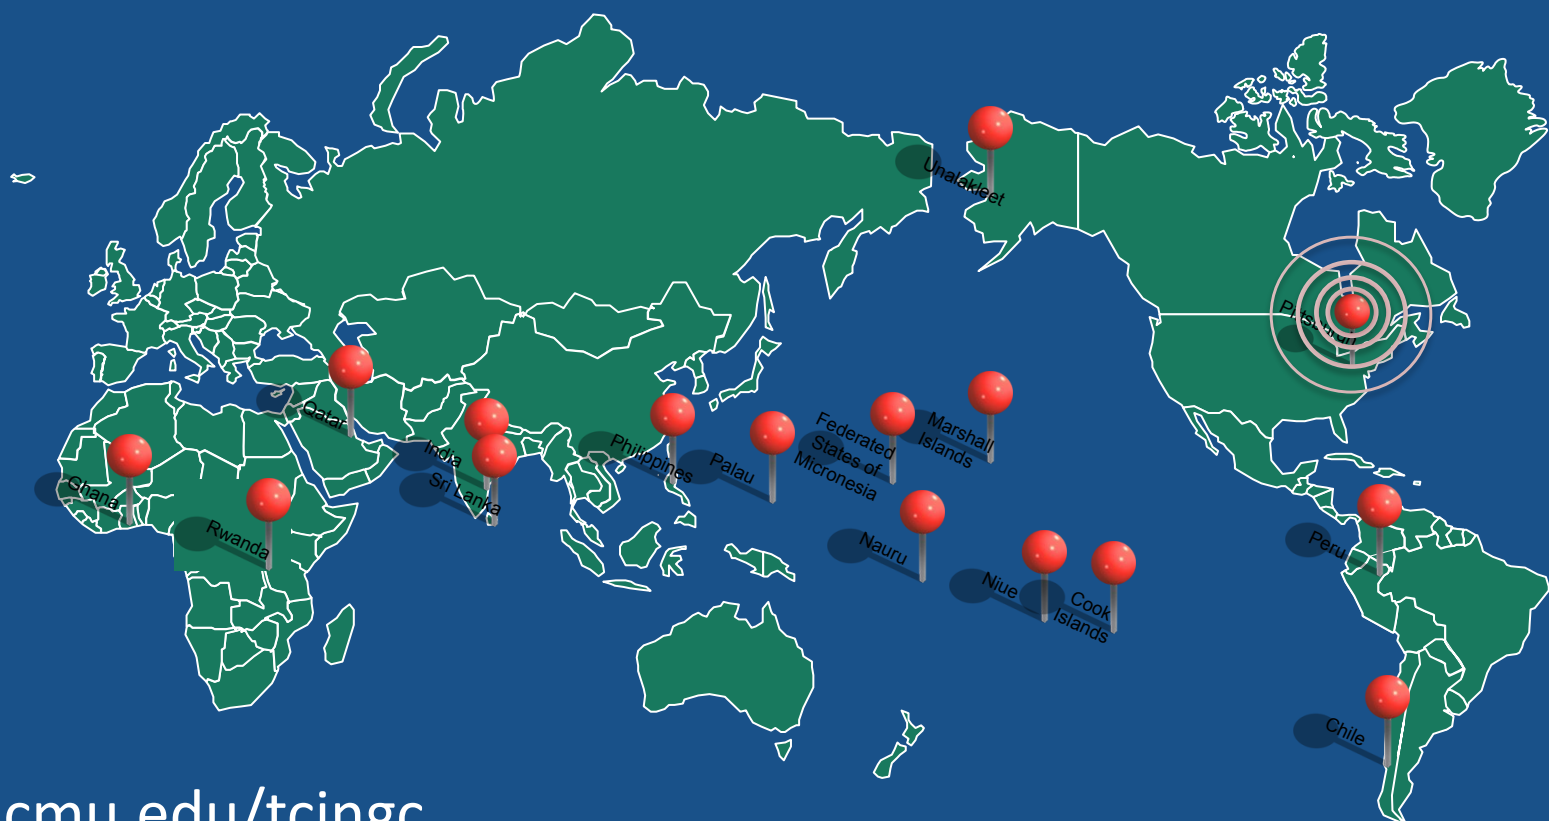 Unalakleet
Pittsburgh
Qatar
India
Sri Lanka
Philippines
Palau
Federated
States of
Micronesia
Marshall
Islands
Ghana
Rwanda
Nauru
Niue
Cook
Islands
Peru
Chile
cmu.edu/tcingc